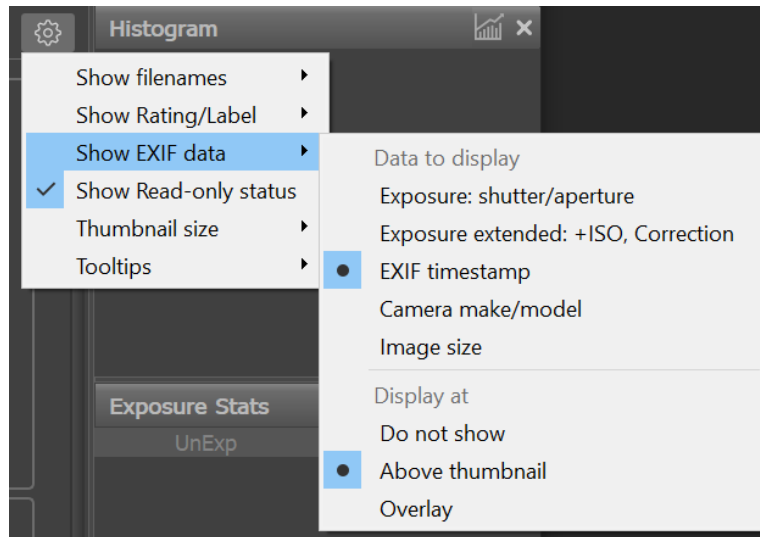 Histogram
Show filenames
Show Rating/Label
Show EXIF data
Show Read-only status
Thumbnail size
Tooltips
Data to display
Exposure: shutter/aperture
Exposure extended: +ISO, Correction
EXIF timestamp
Camera make/model
Image size
Display at
Do not show
Above thumbnail
Overlay
Exposure Stats
UnExp